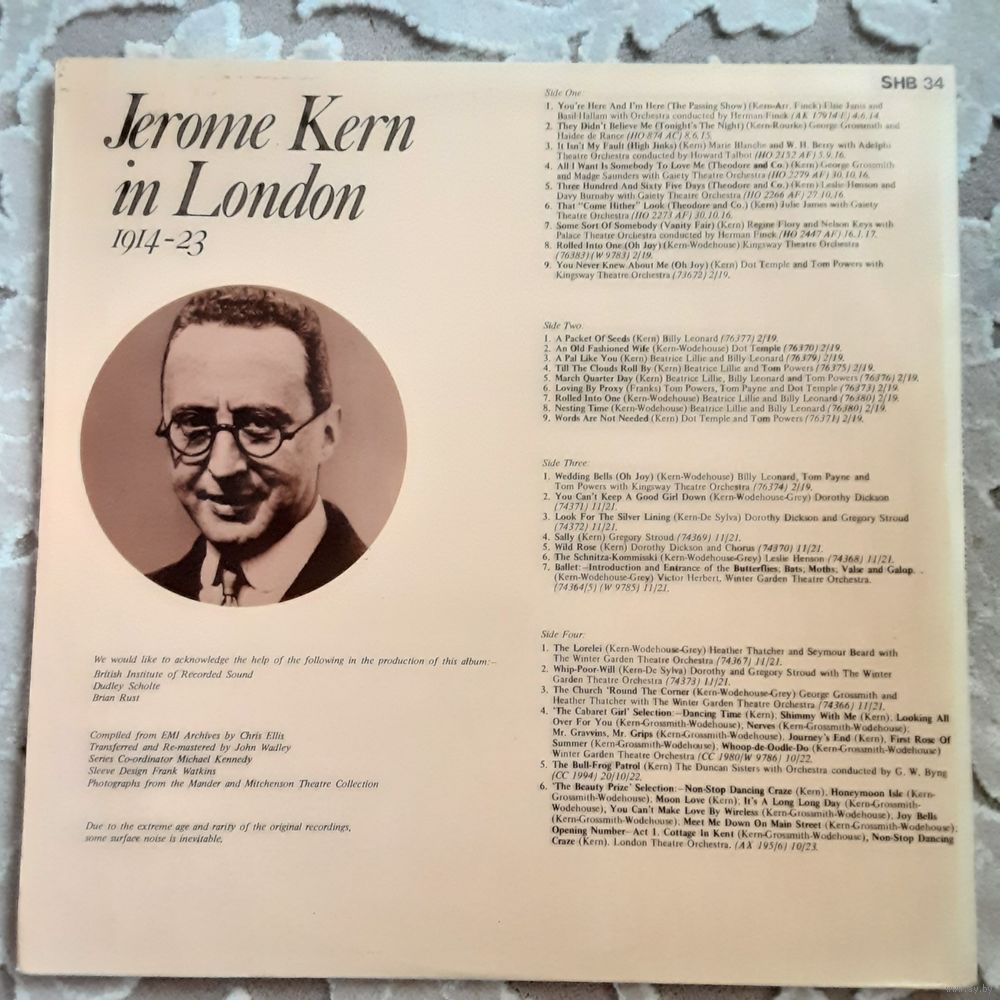 SHB 34
Jerome Kern
in London
1914-23
Side One:
1. You're Here And I'm Here (The Passing Show) (Kern-Arr. Finck) Elsie Janis and
Basil Hallam with Orchestra conducted by Herman Finck (AK 17914 E) 4.6.14.
2. They Didn't Believe Me (Tonight's The Night) (Kern-Rourke) George Grossmith and
Haidee de Rance (HO 874 AC) 8.6.15.
3. It Isn't My Fault (High Jinks) (Kern) Marie Blanche and W. H. Berry with Adelphi
Theatre Orchestra conducted by Howard Talbot (HO 2152 AF) 5.9.16.
4. All I Want Is Somebody To Love Me (Theodore and Co.) (Kern) George Grossmith
and Madge Saunders with Gaiety Theatre Orchestra (HO 2279 AF) 30.10.16.
5. Three Hundred And Sixty Five Days (Theodore and Co.) (Kern) Leslie Henson and
Davy Burnaby with Gaiety Theatre Orchestra (HO 2266 AF) 27.10.16
6. That "Come Hither" Look (Theodore and Co.) (Kern) Julie James with Gaiety
Theatre Orchestra (HO 2273 AF) 30.10.16.
7. Some Sort Of Somebody (Vanity Fair) (Kern) Regine Flory and Nelson Keys with
Palace Theatre Orchestra conducted by Herman Finck (HO 2447 AF) 16.1.17.
8. Rolled Into One (Oh Joy) (Kern-Wodehouse) Kingsway Theatre Orchestra
(76383) (W 9783) 2/19.
9. You Never Knew About Me (Oh Joy) (Kern) Dot Temple and Tom Powers with
Kingsway Theatre Orchestra (73672) 2/19.
Side Two:
1. A Packet Of Seeds (Kern) Billy Leonard (76377) 2/19.
2. An Old Fashioned Wife (Kern-Wodehouse) Dot Temple (76370) 2/19.
3. A Pal Like You (Kern) Beatrice Lillie and Billy Leonard (76379) 2/19.
4. Till The Clouds Roll By (Kern) Beatrice Lillie and Tom Powers (76375) 2/19.
5. March Quarter Day (Kern) Beatrice Lillie, Billy Leonard and Tom Powers (76376) 2/19.
6. Loving By Proxy (Franks) Tom Powers, Tom Payne and Dot Temple (76373) 2/19.
7. Rolled Into One (Kern-Wodehouse) Beatrice Lillie and Billy Leonard (76380) 2/19.
8. Nesting Time (Kern-Wodehouse) Beatrice Lillie and Billy Leonard (76380) 2/19.
9. Words Are Not Needed (Kern) Dot Temple and Tom Powers (76371) 2/19.
Side Three:
1. Wedding Bells (Oh Joy) (Kern-Wodehouse) Billy Leonard, Tom Payne and
Tom Powers with Kingsway Theatre Orchestra (76374) 2/19.
2. You Can't Keep A Good Girl Down (Kern-Wodehouse-Grey) Dorothy Dickson
(74371) 11/21.
3. Look For The Silver Lining (Kern-De Sylva) Dorothy Dickson and Gregory Stroud
(74372) 11/21.
4. Sally (Kern) Gregory Stroud (74369) 11/21.
5. Wild Rose (Kern) Dorothy Dickson and Chorus (74370) 11/21.
6. The Schnitza-Kommisski (Kern-Wodehouse-Grey) Leslie Henson (74368) 11/21.
7. Ballet:-Introduction and Entrance of the Butterflies; Bats; Moths; Valse and Galop. .
(Kern-Wodehouse-Grey) Victor Herbert, Winter Garden Theatre Orchestra.
(74364/5) (W 9785) 11/21.
Side Four:
1. The Lorelei (Kern-Wodehouse-Grey) Heather Thatcher and Seymour Beard with
The Winter Garden Theatre Orchestra (74367) 11/21.
2. Whip-Poor-Will (Kern-De Sylva) Dorothy and Gregory Stroud with The Winter
Garden Theatre Orchestra (74373) 11/21.
3. The Church 'Round The Corner (Kern-Wodehouse-Grey) George Grossmith and
Heather Thatcher with The Winter Garden Theatre Orchestra (74366) 11/21.
4. 'The Cabaret Girl' Selection:-Dancing Time (Kern); Shimmy With Me (Kern), Looking All
Over For You (Kern-Grossmith-Wodehouse), Nerves (Kern-Grossmith-Wodehouse);
Mr. Gravvins, Mr. Grips (Kern-Grossmith-Wodehouse), Journey's End (Kern), First Rose Of
Summer (Kern-Grossmith-Wodehouse), Whoop-de-Oodle-Do (Kern-Grossmith-Wodehouse)
Winter Garden Theatre Orchestra (CC 1980/W 9786) 10/22.
5. The Bull-Frog Patrol (Kern) The Duncan Sisters with Orchestra conducted by G. W. Byng
(CC 1994) 20/10/22.
6. 'The Beauty Prize' Selection:-Non-Stop Dancing Craze (Kern), Honeymoon Isle (Kern-
Grossmith-Wodehouse); Moon Love (Kern); It's A Long Long Day (Kern-Grossmith-
Wodehouse), You Can't Make Love By Wireless (Kern-Grossmith-Wodehouse), Joy Bells
(Kern-Grossmith-Wodehouse); Meet Me Down On Main Street (Kern-Grossmith-Wodehouse);
Opening Number-Act 1. Cottage In Kent (Kern-Grossmith-Wodehouse), Non-Stop Dancing
Craze (Kern). London Theatre Orchestra. (AX 195/6) 10/23.
We would like to acknowledge the help of the following in the production of this album:-
British Institute of Recorded Sound
Dudley Scholte
Brian Rust
Compiled from EMI Archives by Chris Ellis
Transferred and Re-mastered by John Wadley
Series Co-ordinator Michael Kennedy
Sleeve Design Frank Watkins
Photographs from the Mander and Mitchenson Theatre Collection
Due to the extreme age and rarity of the original recordings,
some surface noise is inevitable.
www.ay.by